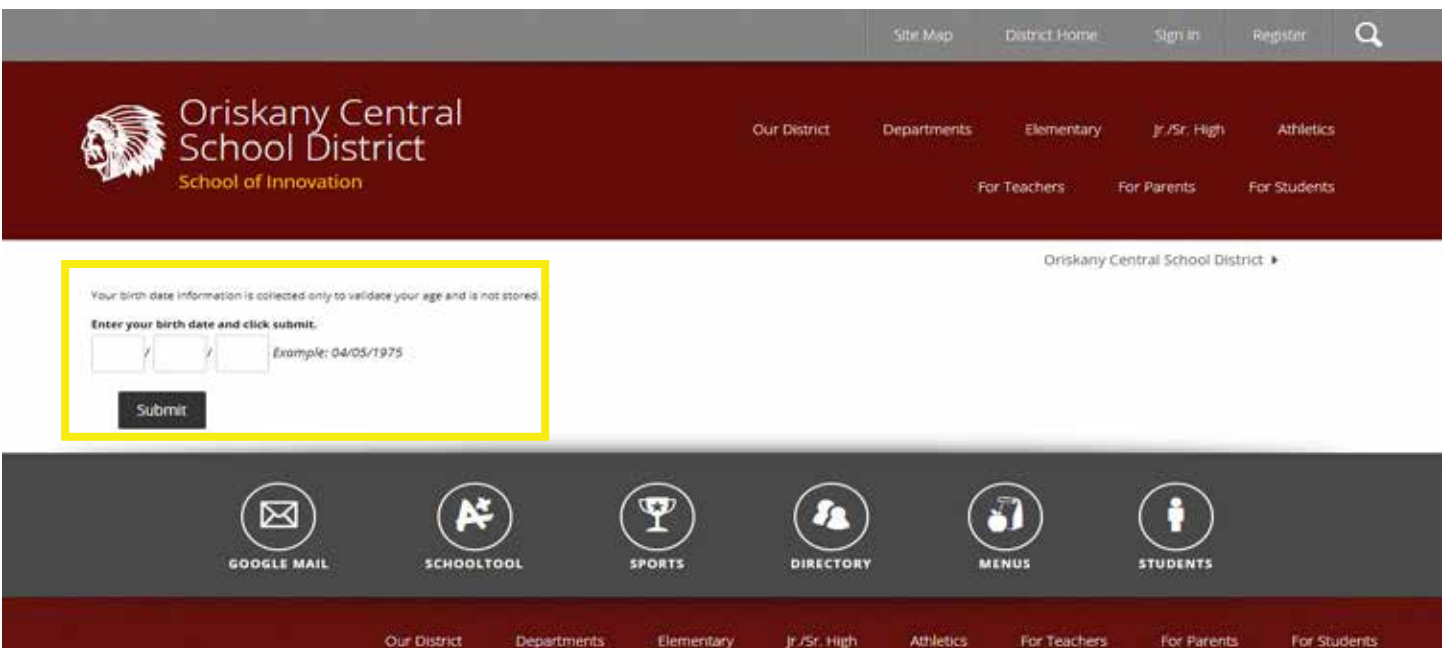 Site Map District Home Sign In Register
Oriskany Central
School District
School of Innovation
Our District Departments Elementary Jr./Sr. High Athletics
For Teachers For Parents For Students
Oriskany Central School District
Your birth date information is collected only to validate your age and is not stored.
Enter your birth date and click submit.
/ / Example: 04/05/1975
Submit
A+
GOOGLE MAIL SCHOOLTOOL SPORTS DIRECTORY MENUS STUDENTS
Our District Departments Elementary Jr./Sr. High Athletics For Teachers For Parents For Students